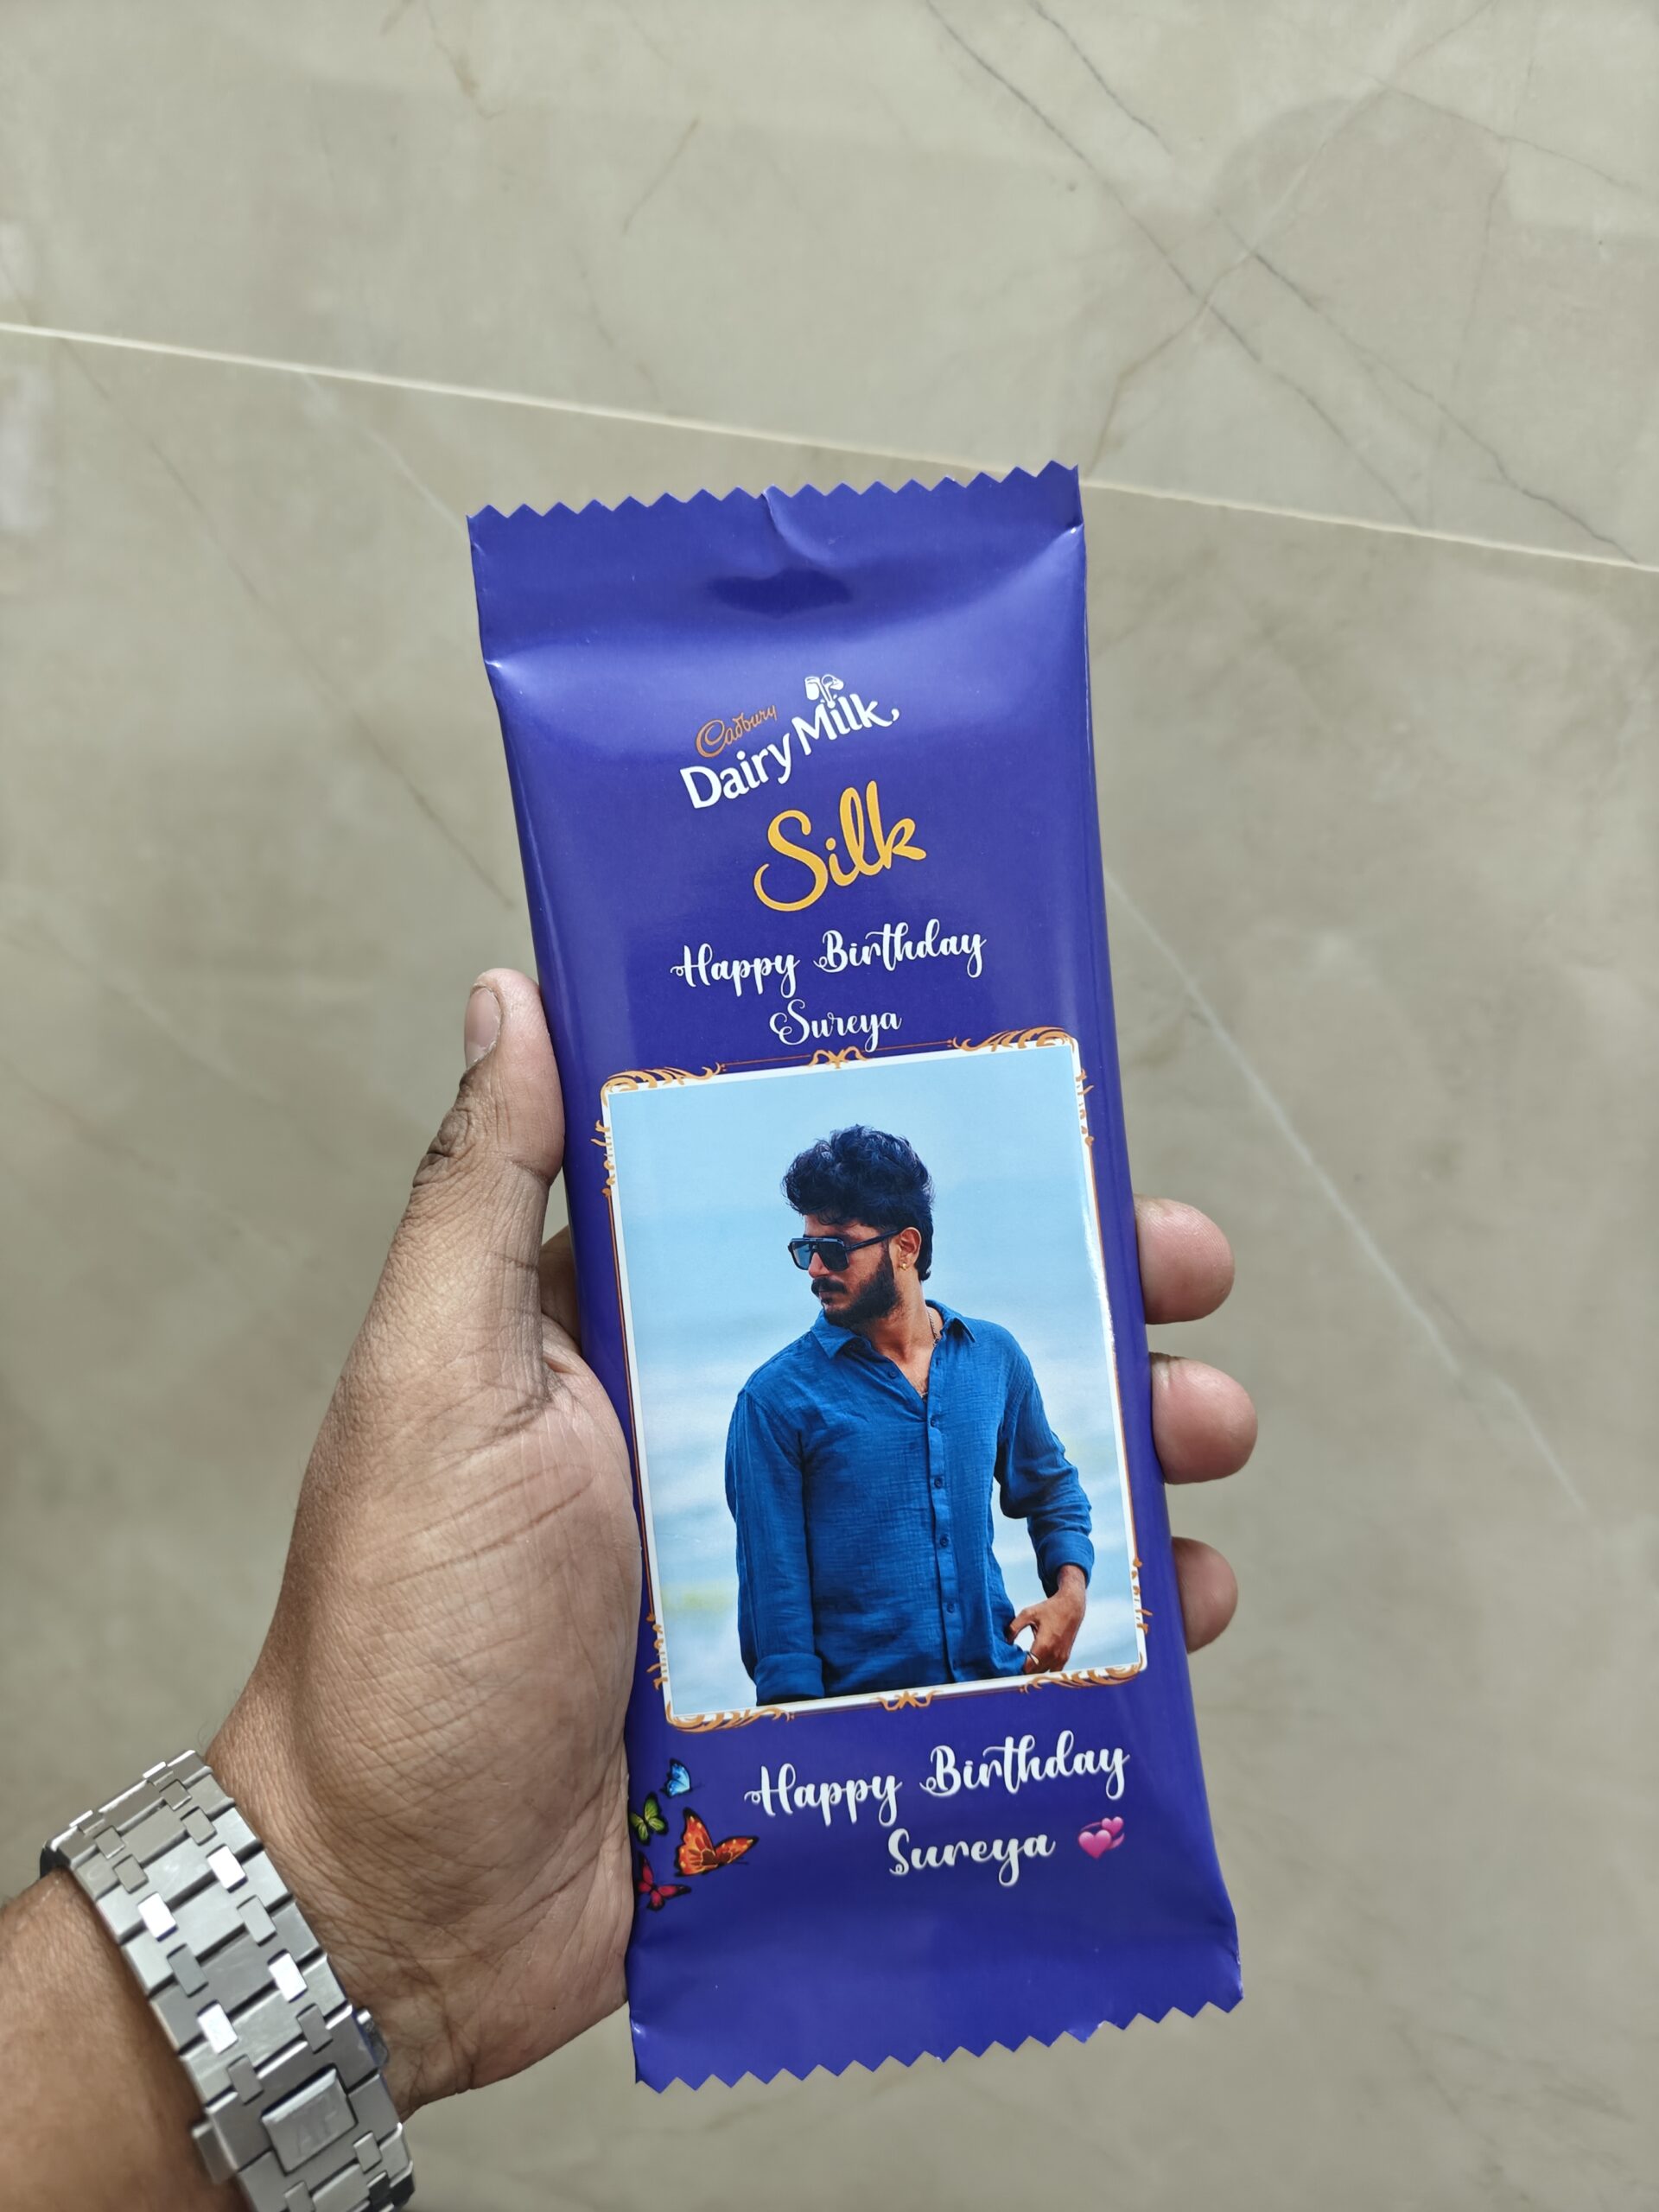 Cadbury
Dairy Milk
Silk
Happy Birthday
Sureya
Happy Birthday
Sureya